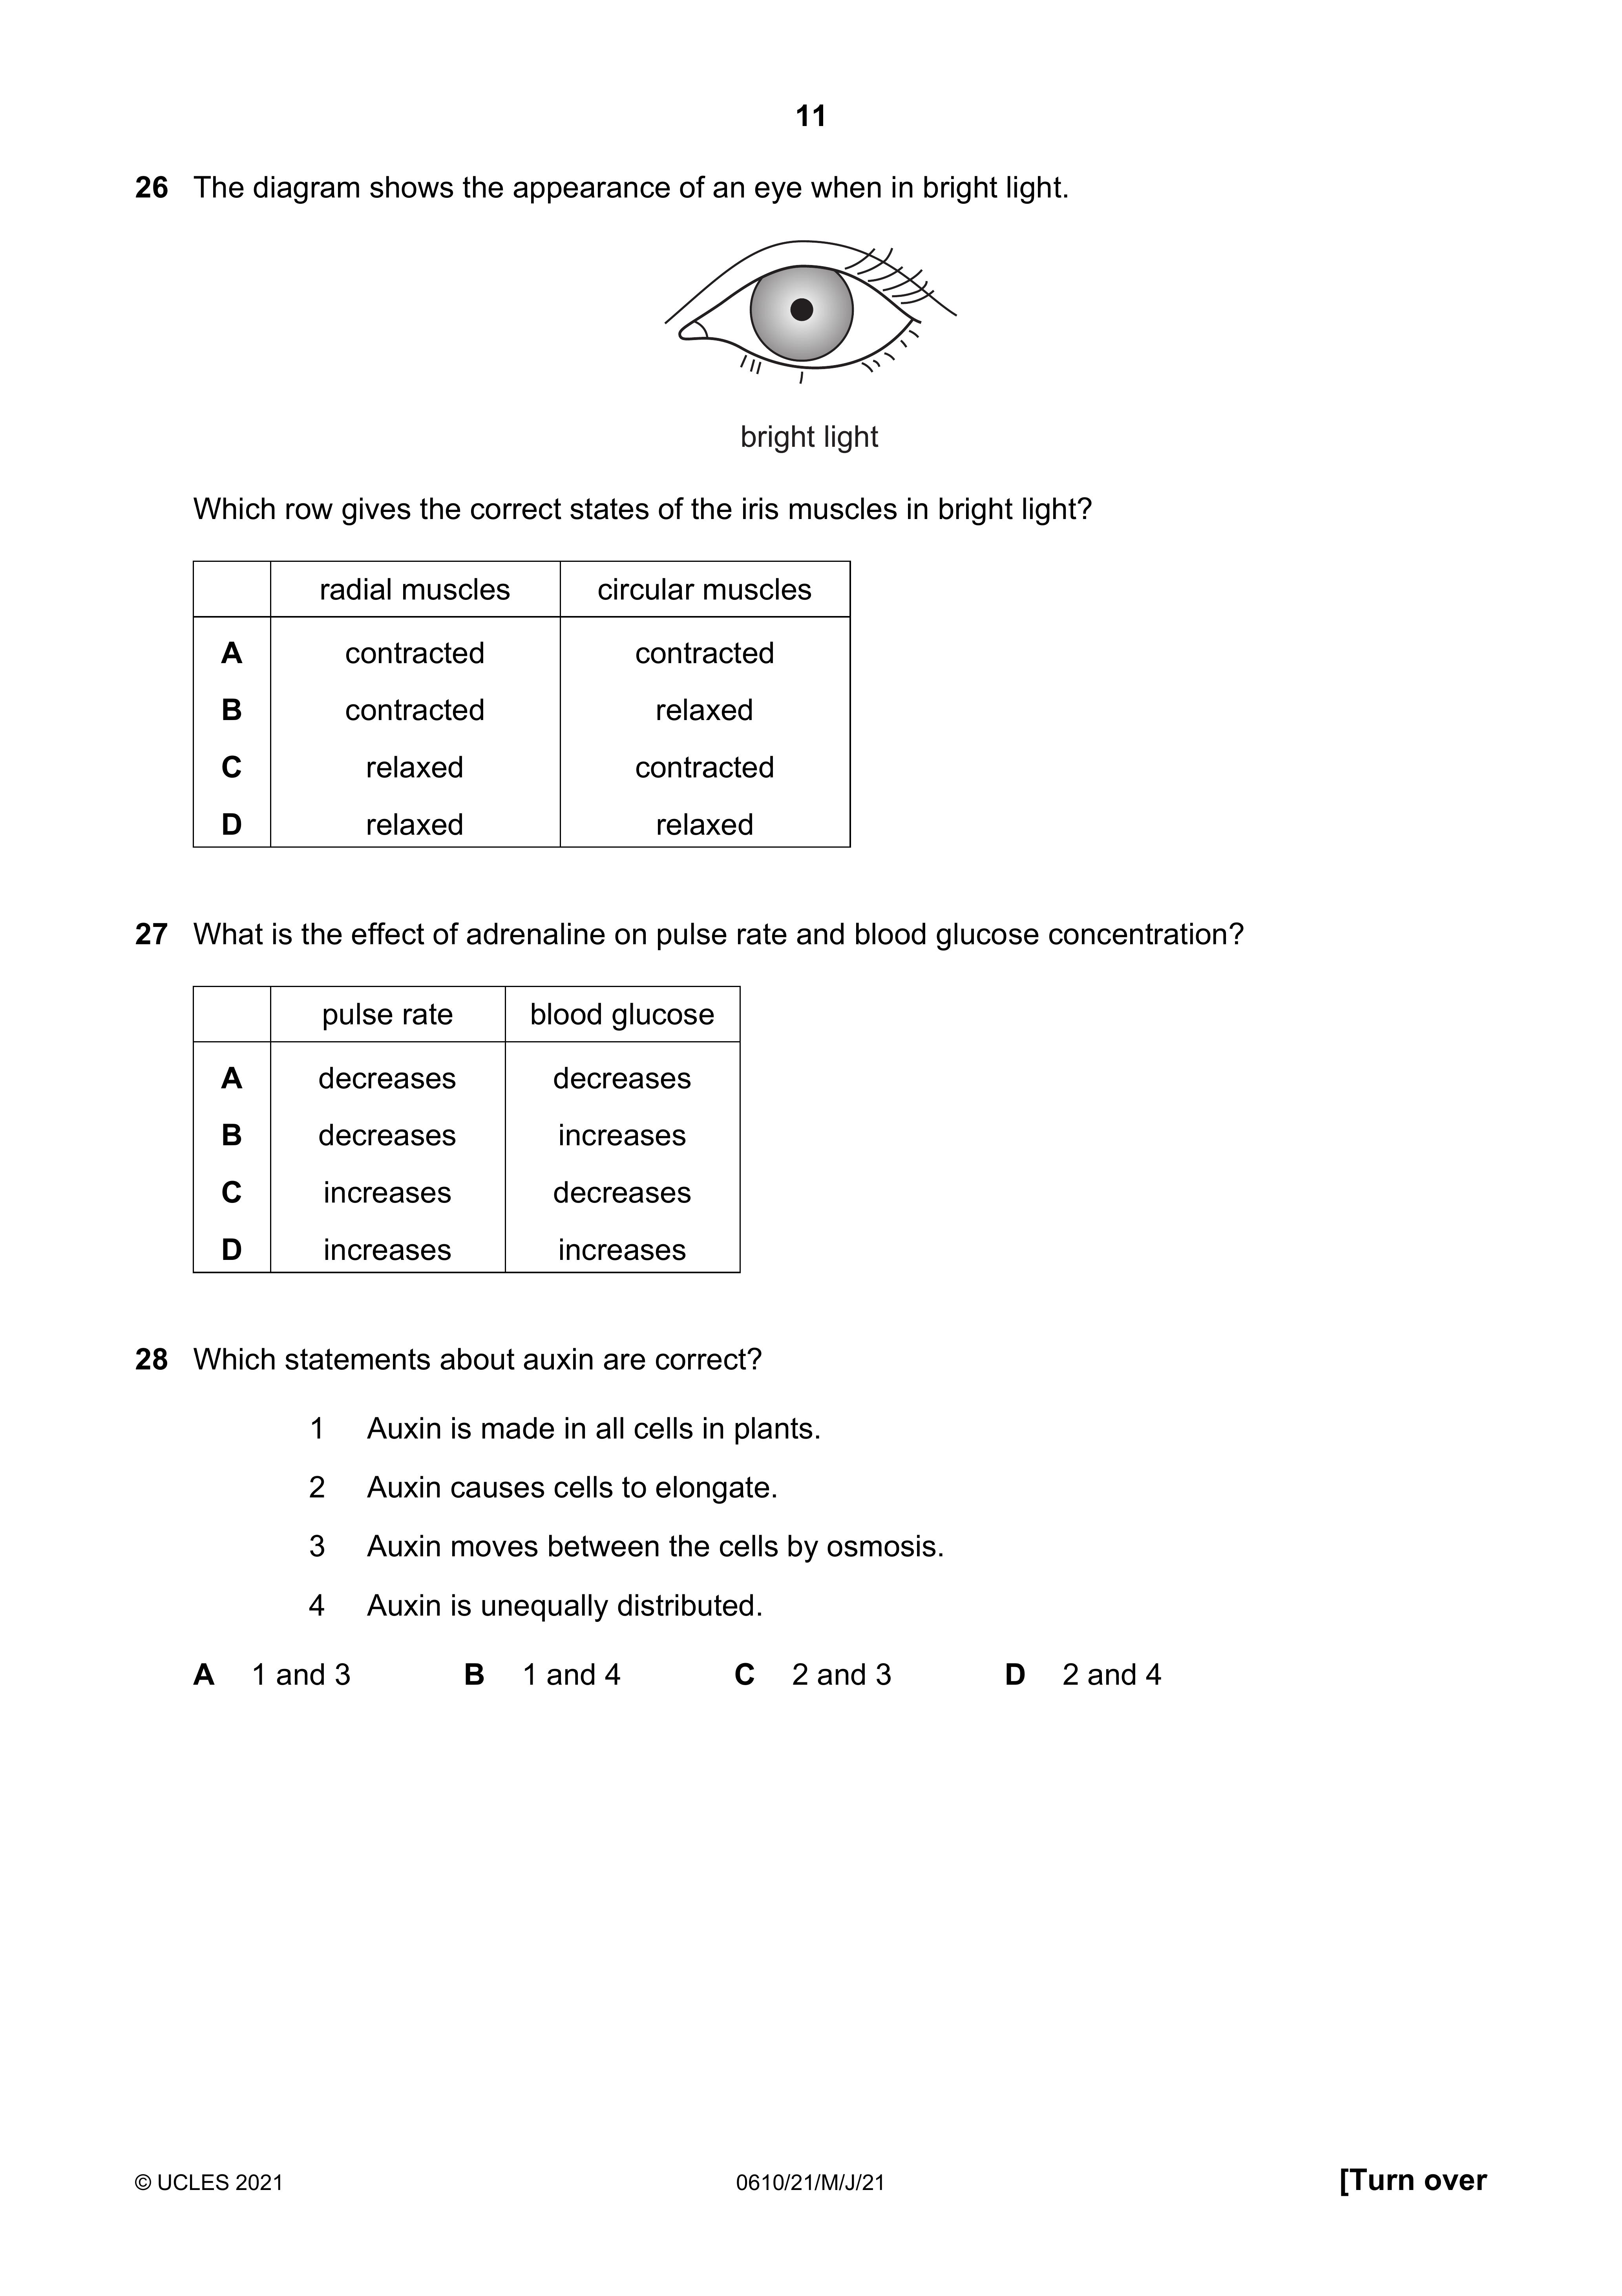 11
26 The diagram shows the appearance of an eye when in bright light.
bright light
Which row gives the correct states of the iris muscles in bright light?
radial muscles circular muscles
A contracted contracted
B contracted relaxed
C relaxed contracted
D relaxed relaxed
27 What is the effect of adrenaline on pulse rate and blood glucose concentration?
pulse rate blood glucose
A decreases decreases
B decreases increases
C increases decreases
D increases increases
28 Which statements about auxin are correct?
1 Auxin is made in all cells in plants.
2 Auxin causes cells to elongate.
3 Auxin moves between the cells by osmosis.
4 Auxin is unequally distributed.
A 1 and 3 B 1 and 4 C 2 and 3 D 2 and 4
© UCLES 2021 0610/21/M/J/21 [Turn over